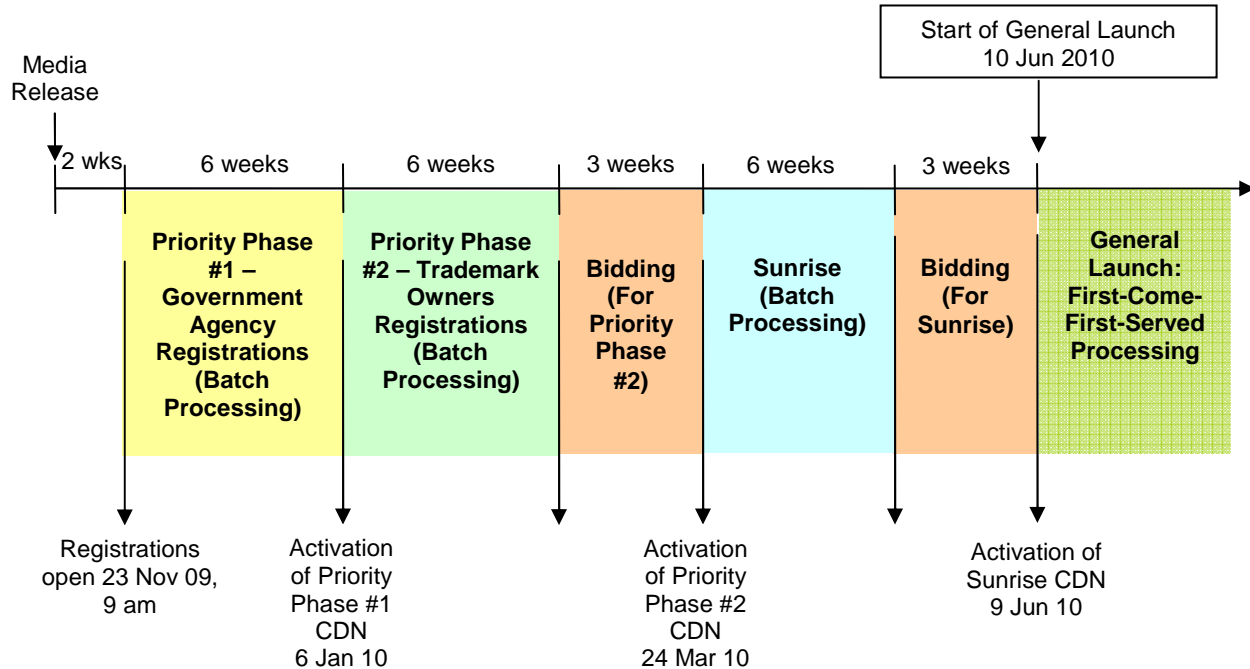 Start of General Launch
10 Jun 2010
Media
Release
2 wks
6 weeks
6 weeks
3 weeks
6 weeks
3 weeks
Priority Phase
#1 –
Government
Agency
Registrations
(Batch
Processing)
Priority Phase
#2 – Trademark
Owners
Registrations
(Batch
Processing)
Bidding
(For
Priority
Phase
#2)
Sunrise
(Batch
Processing)
Bidding
(For
Sunrise)
General
Launch:
First-Come-
First-Served
Processing
Registrations
open 23 Nov 09,
9 am
Activation
of Priority
Phase #1
CDN
6 Jan 10
Activation
of Priority
Phase #2
CDN
24 Mar 10
Activation of
Sunrise CDN
9 Jun 10